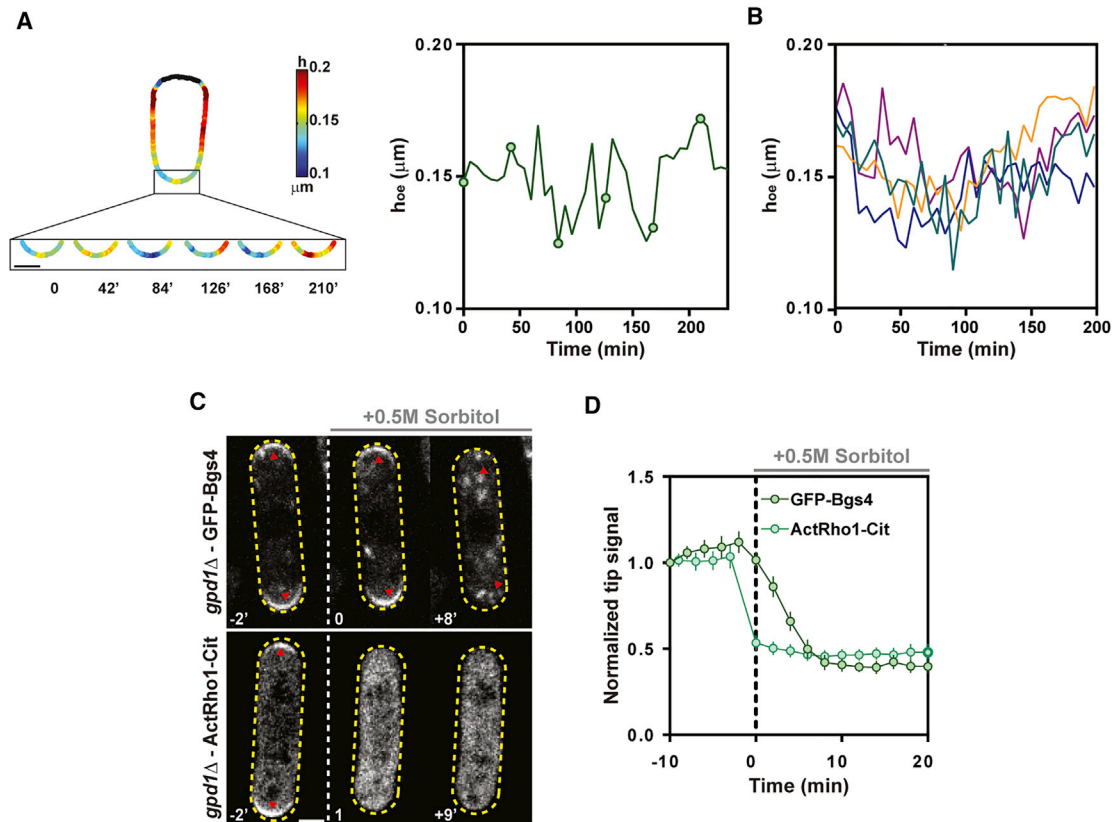 A
h
0.2
0.15
0.1
μm
0 42’ 84’ 126’ 168’ 210’
0.20
0.15
0.10
hoe (μm)
0 50 100 150 200
Time (min)
B
0.20
0.15
0.10
hoe (μm)
0 50 100 150 200
Time (min)
C
+0.5M Sorbitol
gpd1Δ - GFP-Bgs4
-2’ 0 +8’
gpd1Δ - ActRho1-Cit
-2’ 1 +9’
D
+0.5M Sorbitol
1.5
1.0
0.5
0.0
Normalized tip signal
GFP-Bgs4
ActRho1-Cit
-10 0 10 20
Time (min)